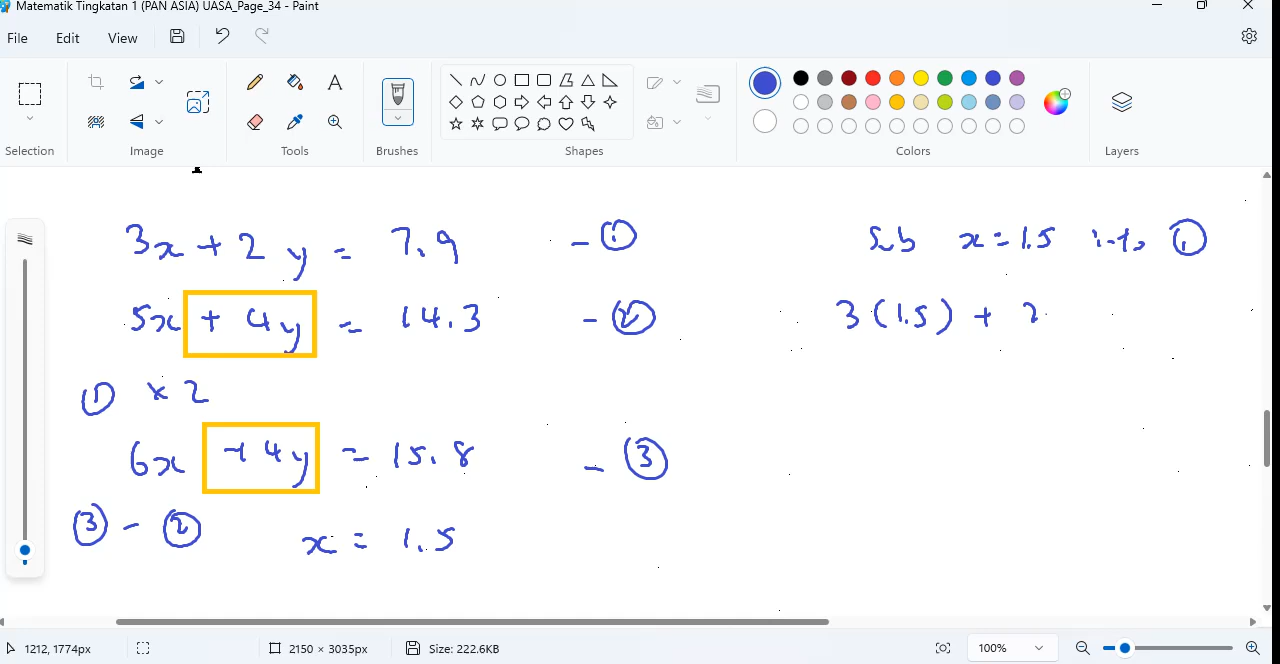 Matematik Tingkatan 1 (PAN ASIA) UASA_Page_34 - Paint
File Edit View
Selection Image Tools Brushes Shapes Colors Layers
3x + 2y = 7.9 - ①
5x + 4y = 14.3 - ②
① × 2
6x + 4y = 15.8 - ③
③ - ② x = 1.5
Sub x = 1.5 into ①
3(1.5) + 2
1212, 1774px 2150 × 3035px Size: 222.6KB 100%